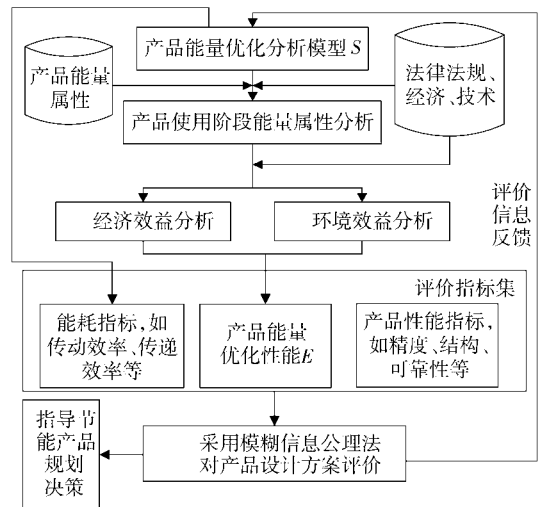 产品能量优化分析模型S
产品能量
属性
法律法规、
经济、技术
产品使用阶段能量属性分析
经济效益分析
环境效益分析
评价
信息
反馈
评价指标集
能耗指标,如
传动效率、传递
效率等
产品能量
优化性能E
产品性能指标,
如精度、结构、
可靠性等
指导节
能产品
规划
决策
采用模糊信息公理法
对产品设计方案评价